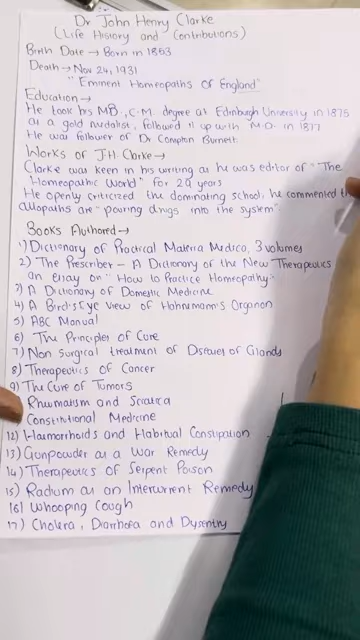 Dr John Henry Clarke
(Life History and Contributions)
Birth Date → Born in 1853
Death → Nov 24, 1931
"Eminent Homeopaths of England"
Education →
He took his MB, C.M. degree at Edinburgh University in 1875
as a gold medalist, followed it up with M.D. in 1877
He was follower of Dr Compton Burnett
Works of J.H. Clarke →
Clarke was keen in his writing as he was editor of "The
Homeopathic World" for 29 years
He openly criticized the dominating school, he commented
allopaths are "pouring drugs into the system"
Books Authored →
1) Dictionary of Practical Materia Medica, 3 volumes
2) The Prescriber - A Dictionary of the New Therapeutics
an essay on "How to Practice Homeopathy"
3) A Dictionary of Domestic Medicine
4) A Bird's Eye View of Hahnemann's Organon
5) ABC Manual
6) The Principles of Cure
7) Non Surgical treatment of Diseases of Glands
8) Therapeutics of Cancer
9) The Cure of Tumors
Rheumatism and Sciatica
Constitutional Medicine
12) Haemorrhoids and Habitual Constipation
13) Gunpowder as a War Remedy
14) Therapeutics of Serpent Poison
15) Radium as an Intercurrent Remedy
16) Whooping Cough
17) Cholera, Diarrhoea and Dysentry